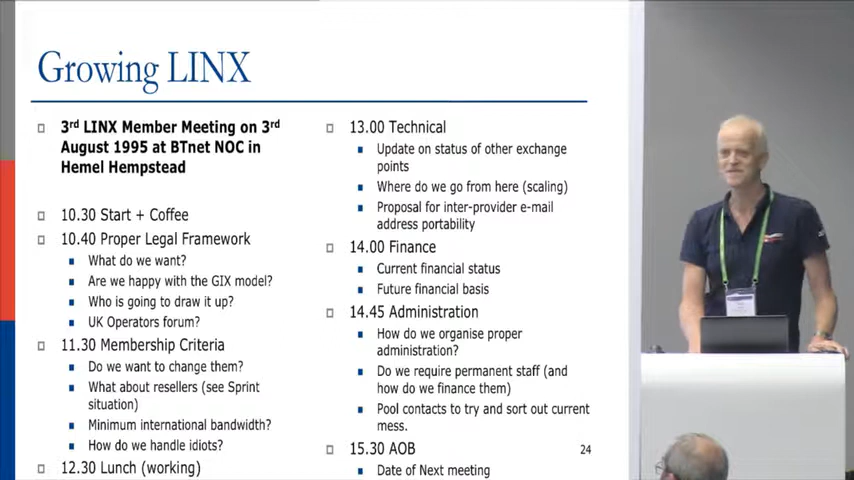 Growing LINX
3rd LINX Member Meeting on 3rd
August 1995 at BTnet NOC in
Hemel Hempstead
10.30 Start + Coffee
10.40 Proper Legal Framework
What do we want?
Are we happy with the GIX model?
Who is going to draw it up?
UK Operators forum?
11.30 Membership Criteria
Do we want to change them?
What about resellers (see Sprint
situation)
Minimum international bandwidth?
How do we handle idiots?
12.30 Lunch (working)
13.00 Technical
Update on status of other exchange
points
Where do we go from here (scaling)
Proposal for inter-provider e-mail
address portability
14.00 Finance
Current financial status
Future financial basis
14.45 Administration
How do we organise proper
administration?
Do we require permanent staff (and
how do we finance them)
Pool contacts to try and sort out current
mess.
15.30 AOB
Date of Next meeting
24